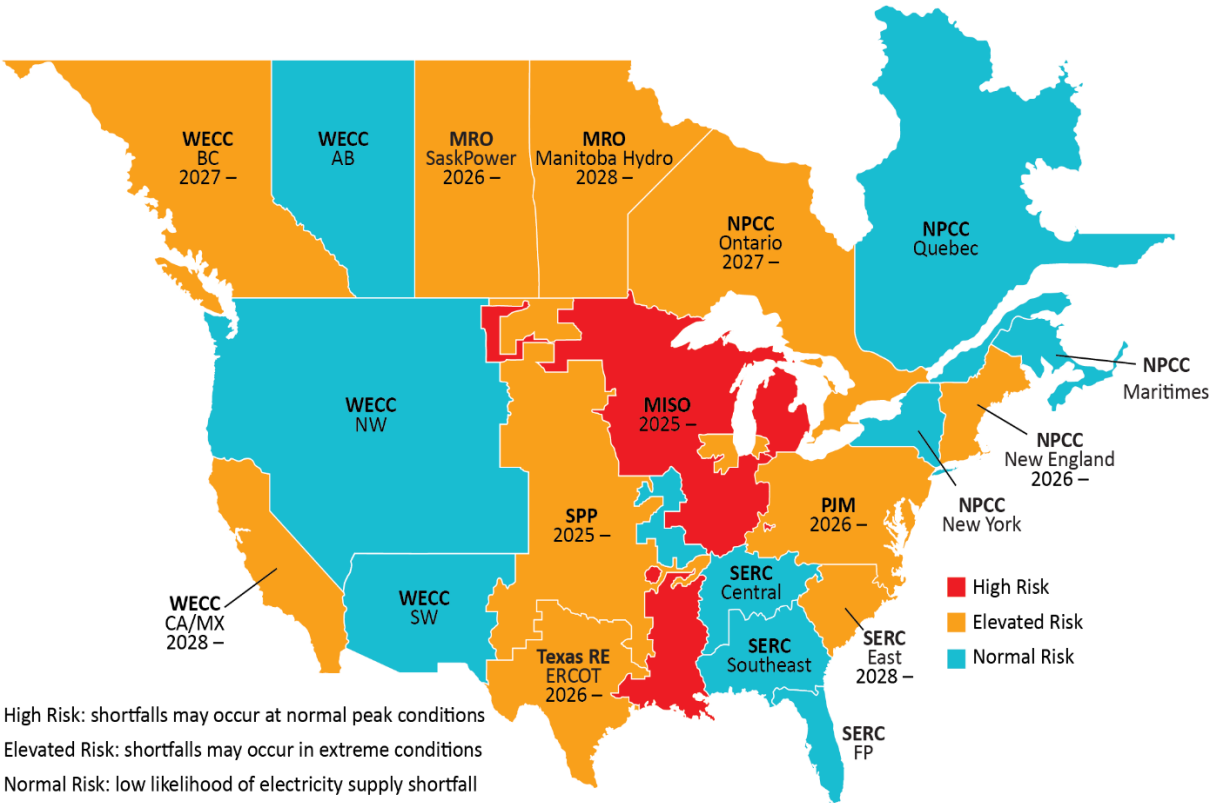 WECC
BC
2027 –
WECC
AB
MRO
SaskPower
2026 –
MRO
Manitoba Hydro
2028 –
NPCC
Ontario
2027 –
NPCC
Quebec
NPCC
Maritimes
WECC
NW
MISO
2025 –
NPCC
New England
2026 –
NPCC
New York
SPP
2025 –
PJM
2026 –
WECC
CA/MX
2028 –
WECC
SW
SERC
Central
SERC
Southeast
SERC
East
2028 –
Texas RE
ERCOT
2026 –
SERC
FP
High Risk
Elevated Risk
Normal Risk
High Risk: shortfalls may occur at normal peak conditions
Elevated Risk: shortfalls may occur in extreme conditions
Normal Risk: low likelihood of electricity supply shortfall